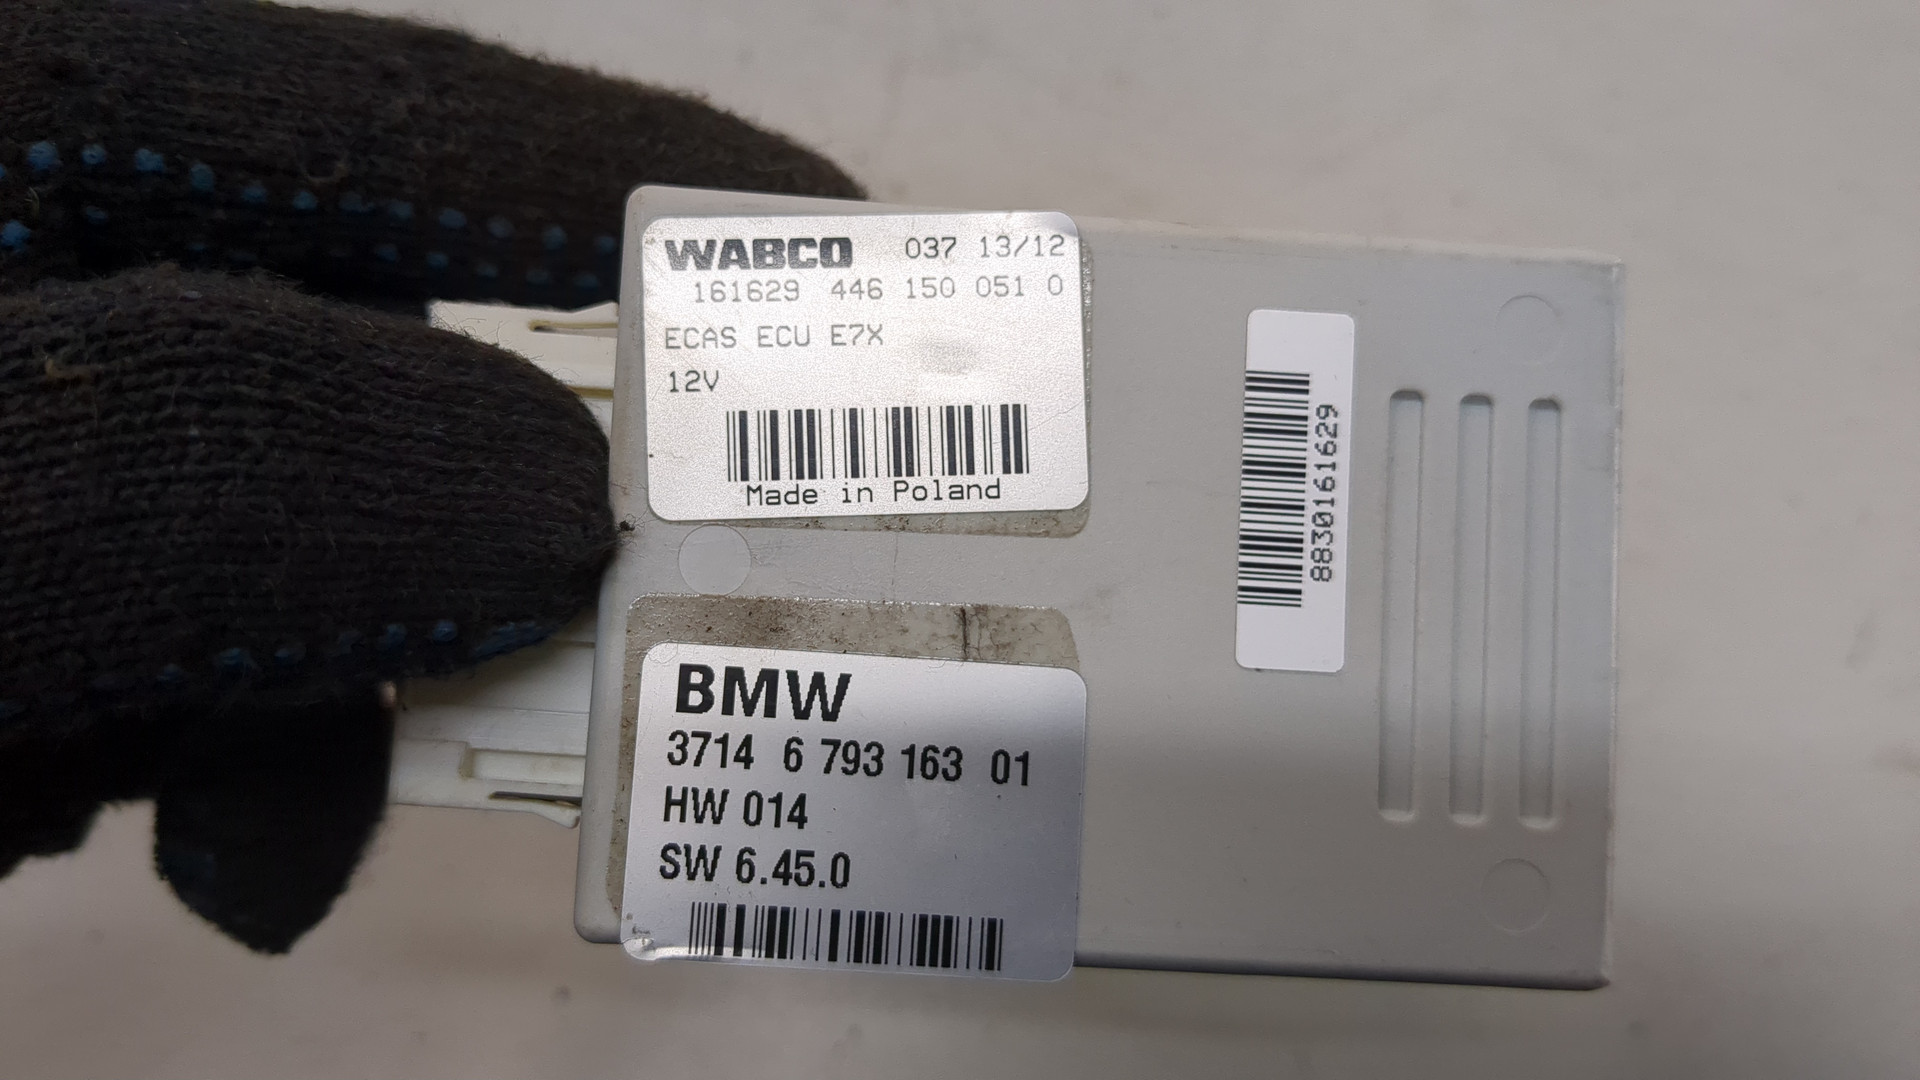 WABCO 037 13/12
161629 446 150 051 0
ECAS ECU E7X
12V
Made in Poland
8830161629
BMW
3714 6 793 163 01
HW 014
SW 6.45.0